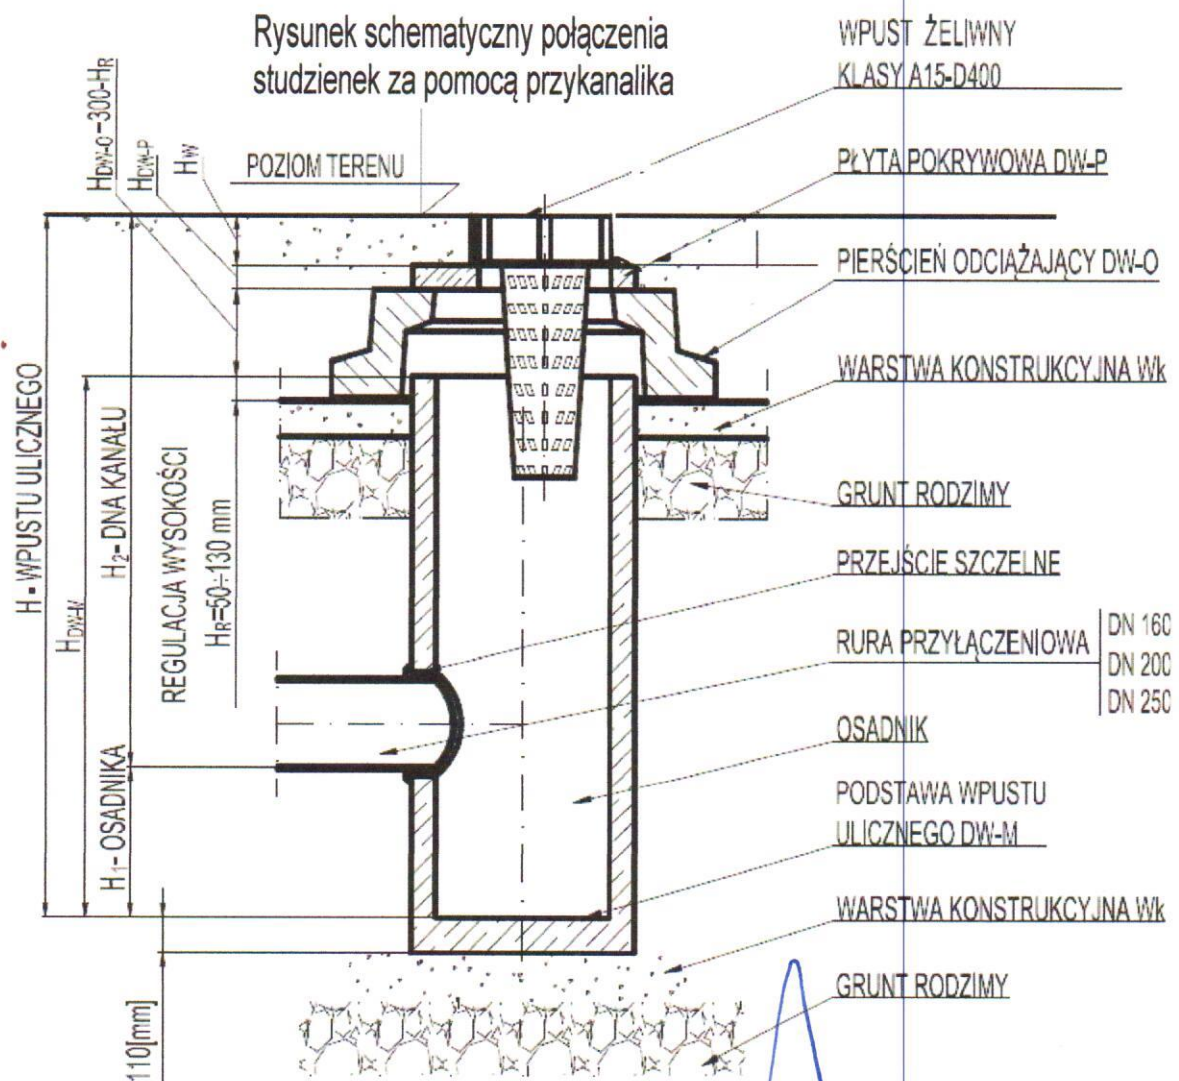 Rysunek schematyczny połączenia
studzienek za pomocą przykanalika
WPUST ŻELIWNY
KLASY A15-D400
HDW-O=300-HR
HDW-P
HW
POZIOM TERENU
PŁYTA POKRYWOWA DW-P
PIERŚCIEŃ ODCIĄŻAJĄCY DW-O
WARSTWA KONSTRUKCYJNA Wk
GRUNT RODZIMY
PRZEJŚCIE SZCZELNE
RURA PRZYŁĄCZENIOWA
DN 160
DN 200
DN 250
OSADNIK
PODSTAWA WPUSTU
ULICZNEGO DW-M
WARSTWA KONSTRUKCYJNA Wk
GRUNT RODZIMY
H - WPUSTU ULICZNEGO
HDW-M
H2- DNA KANAŁU
H1- OSADNIKA
REGULACJA WYSOKOŚCI
HR=50÷130 mm
110[mm]